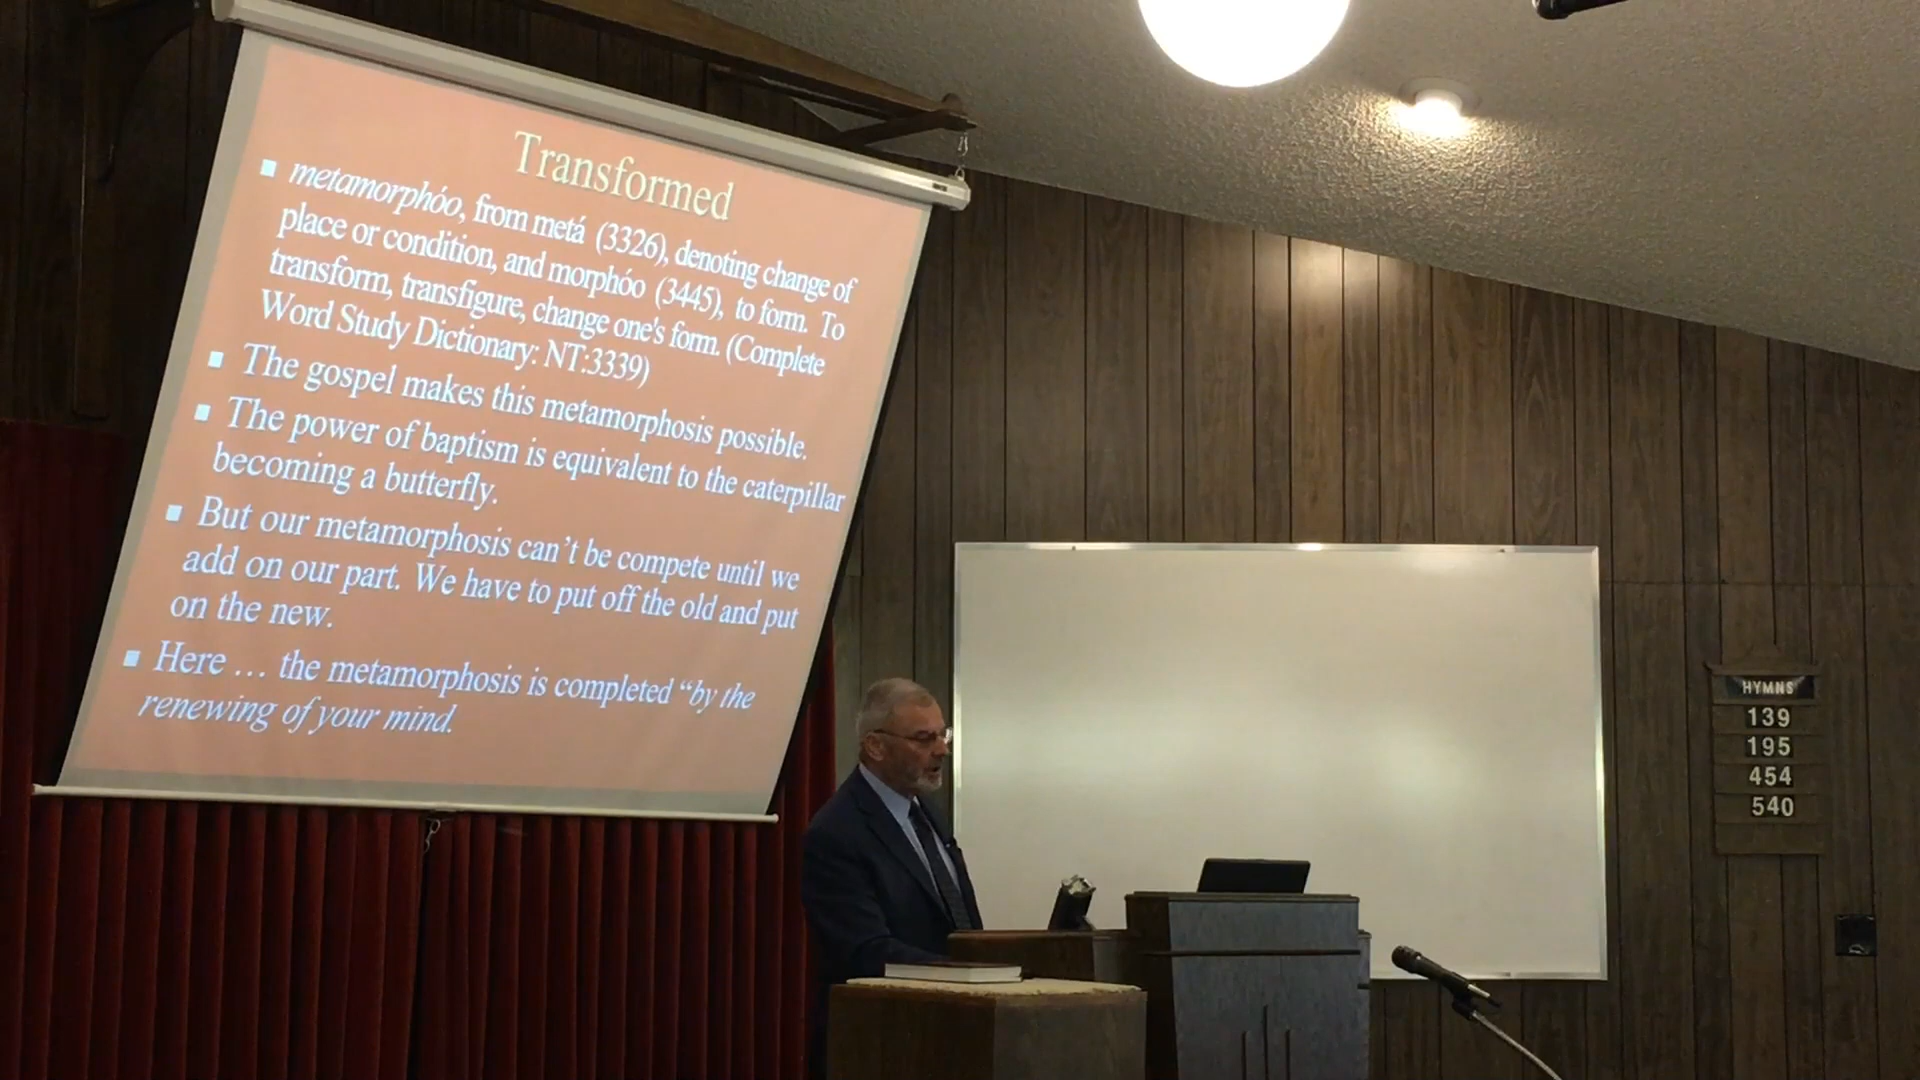 Transformed
▪ metamorphóo, from metá (3326), denoting change of
place or condition, and morphóo (3445), to form. To
transform, transfigure, change one's form. (Complete
Word Study Dictionary: NT:3339)
▪ The gospel makes this metamorphosis possible.
▪ The power of baptism is equivalent to the caterpillar
becoming a butterfly.
▪ But our metamorphosis can't be compete until we
add on our part. We have to put off the old and put
on the new.
▪ Here … the metamorphosis is completed “by the
renewing of your mind.
HYMNS
139
195
454
540